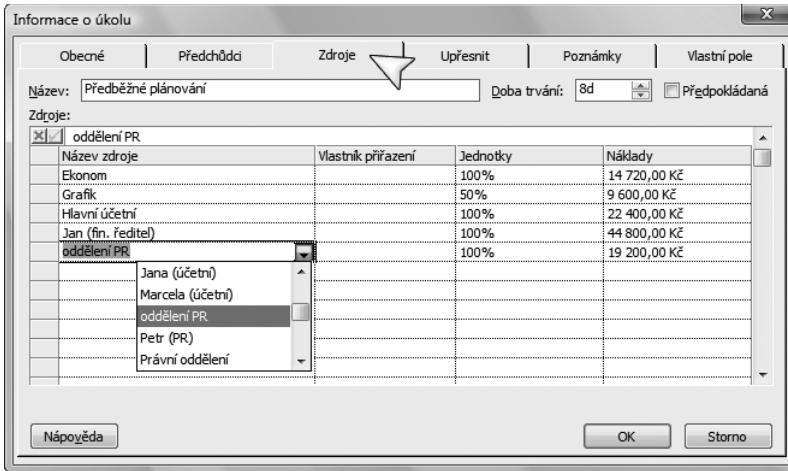 Informace o úkolu
Obecné Předchůdci Zdroje Upřesnit Poznámky Vlastní pole
Název: Předběžné plánování Doba trvání: 8d Předpokládaná
Zdroje:
oddělení PR
Název zdroje Vlastník přiřazení Jednotky Náklady
Ekonom 100% 14 720,00 Kč
Grafik 50% 9 600,00 Kč
Hlavní účetní 100% 22 400,00 Kč
Jan (fin. ředitel) 100% 44 800,00 Kč
oddělení PR 100% 19 200,00 Kč
Jana (účetní)
Marcela (účetní)
oddělení PR
Petr (PR)
Právní oddělení
Nápověda OK Storno